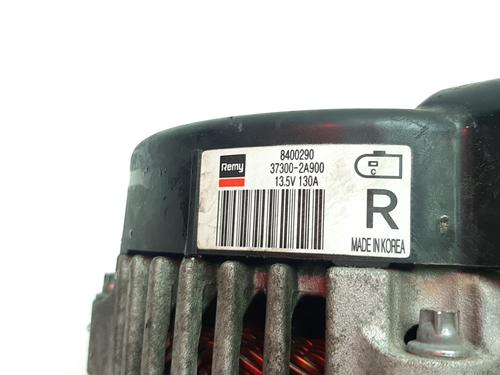 Remy
8400290
37300-2A900
13.5V 130A
C
R
MADE IN KOREA